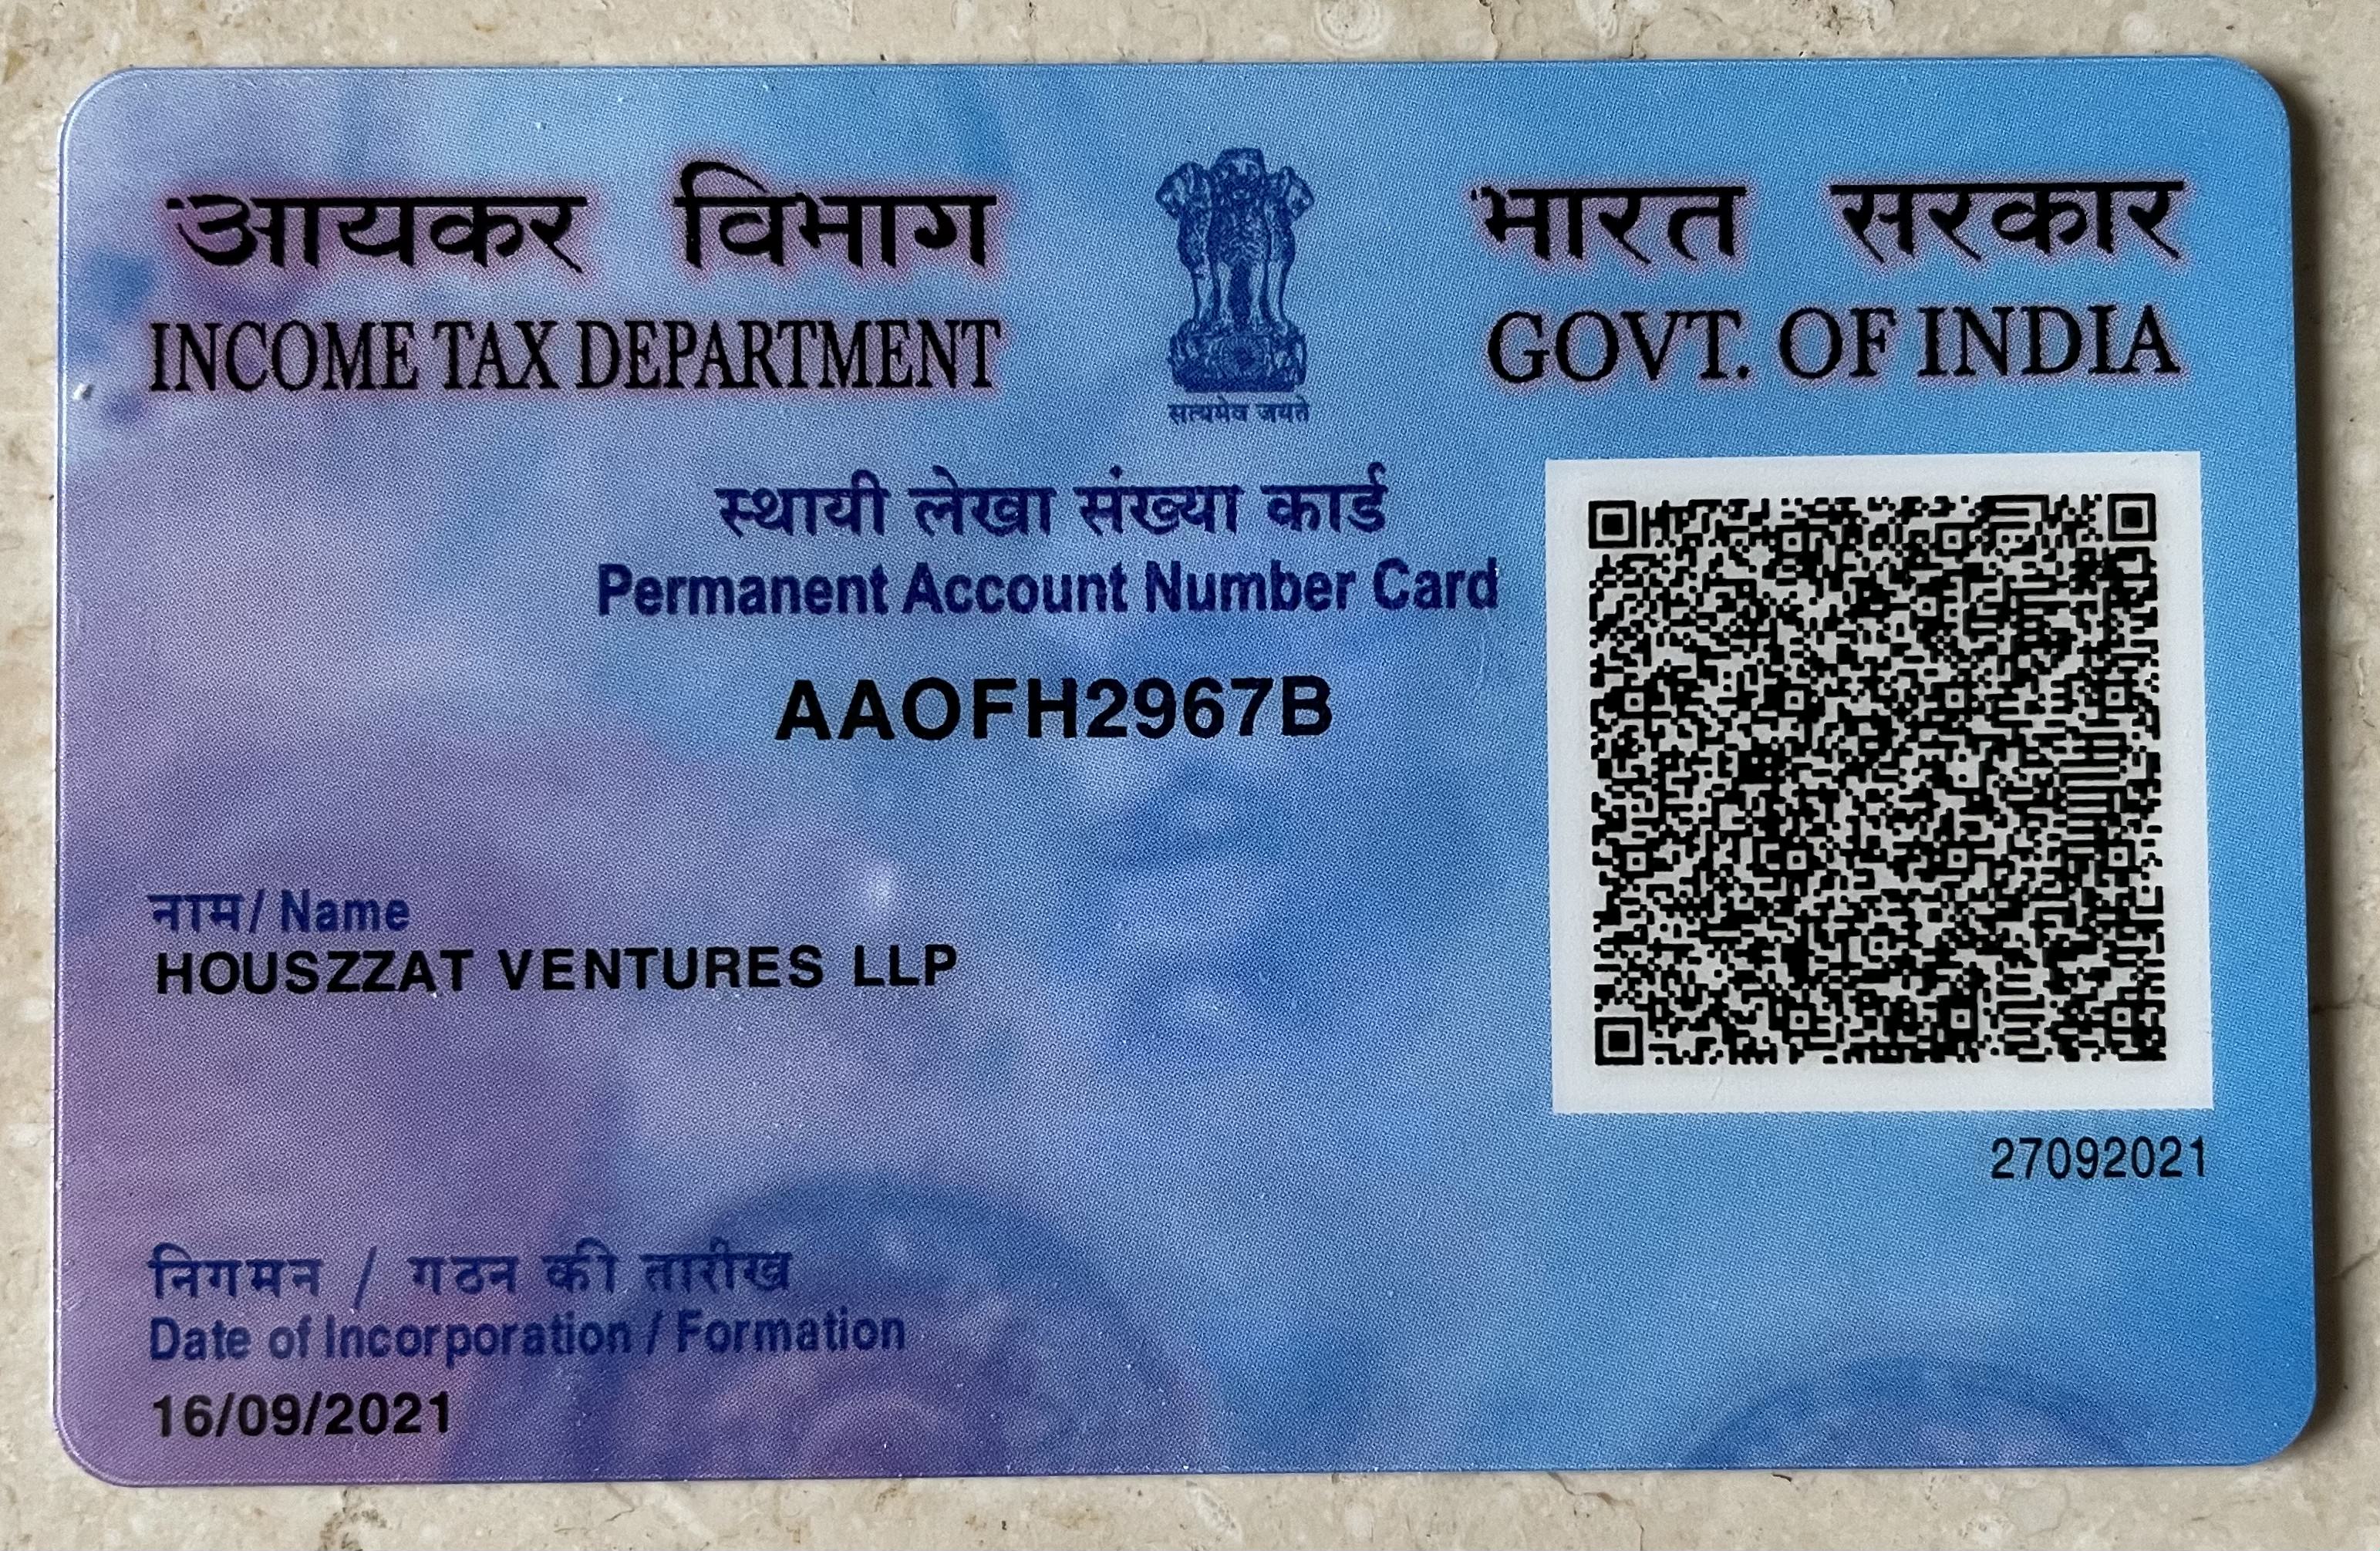 आयकर विभाग
INCOME TAX DEPARTMENT
सत्यमेव जयते
भारत सरकार
GOVT. OF INDIA
स्थायी लेखा संख्या कार्ड
Permanent Account Number Card
AAOFH2967B
नाम/ Name
HOUSZZAT VENTURES LLP
27092021
निगमन / गठन की तारीख
Date of Incorporation / Formation
16/09/2021